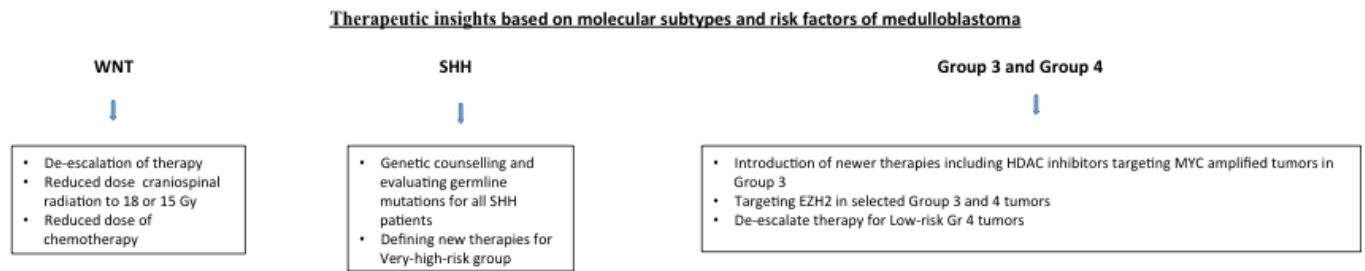 Therapeutic insights based on molecular subtypes and risk factors of medulloblastoma
WNT
• De-escalation of therapy
• Reduced dose craniospinal
radiation to 18 or 15 Gy
• Reduced dose of
chemotherapy
SHH
• Genetic counselling and
evaluating germline
mutations for all SHH
patients
• Defining new therapies for
Very-high-risk group
Group 3 and Group 4
• Introduction of newer therapies including HDAC inhibitors targeting MYC amplified tumors in
Group 3
• Targeting EZH2 in selected Group 3 and 4 tumors
• De-escalate therapy for Low-risk Gr 4 tumors